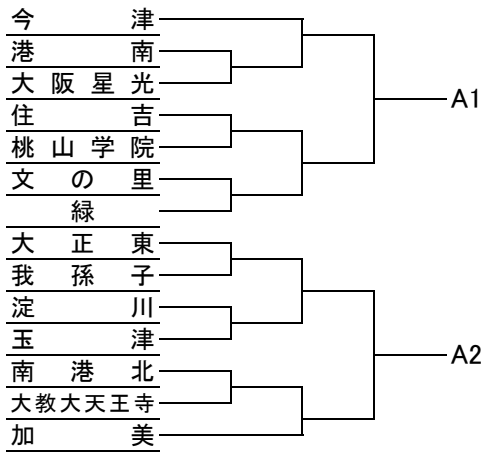 今津
港南
大阪星光
住吉
桃山学院
文の里
緑
大正東
我孫子
淀川
玉津
南港北
大教大天王寺
加美
A1
A2